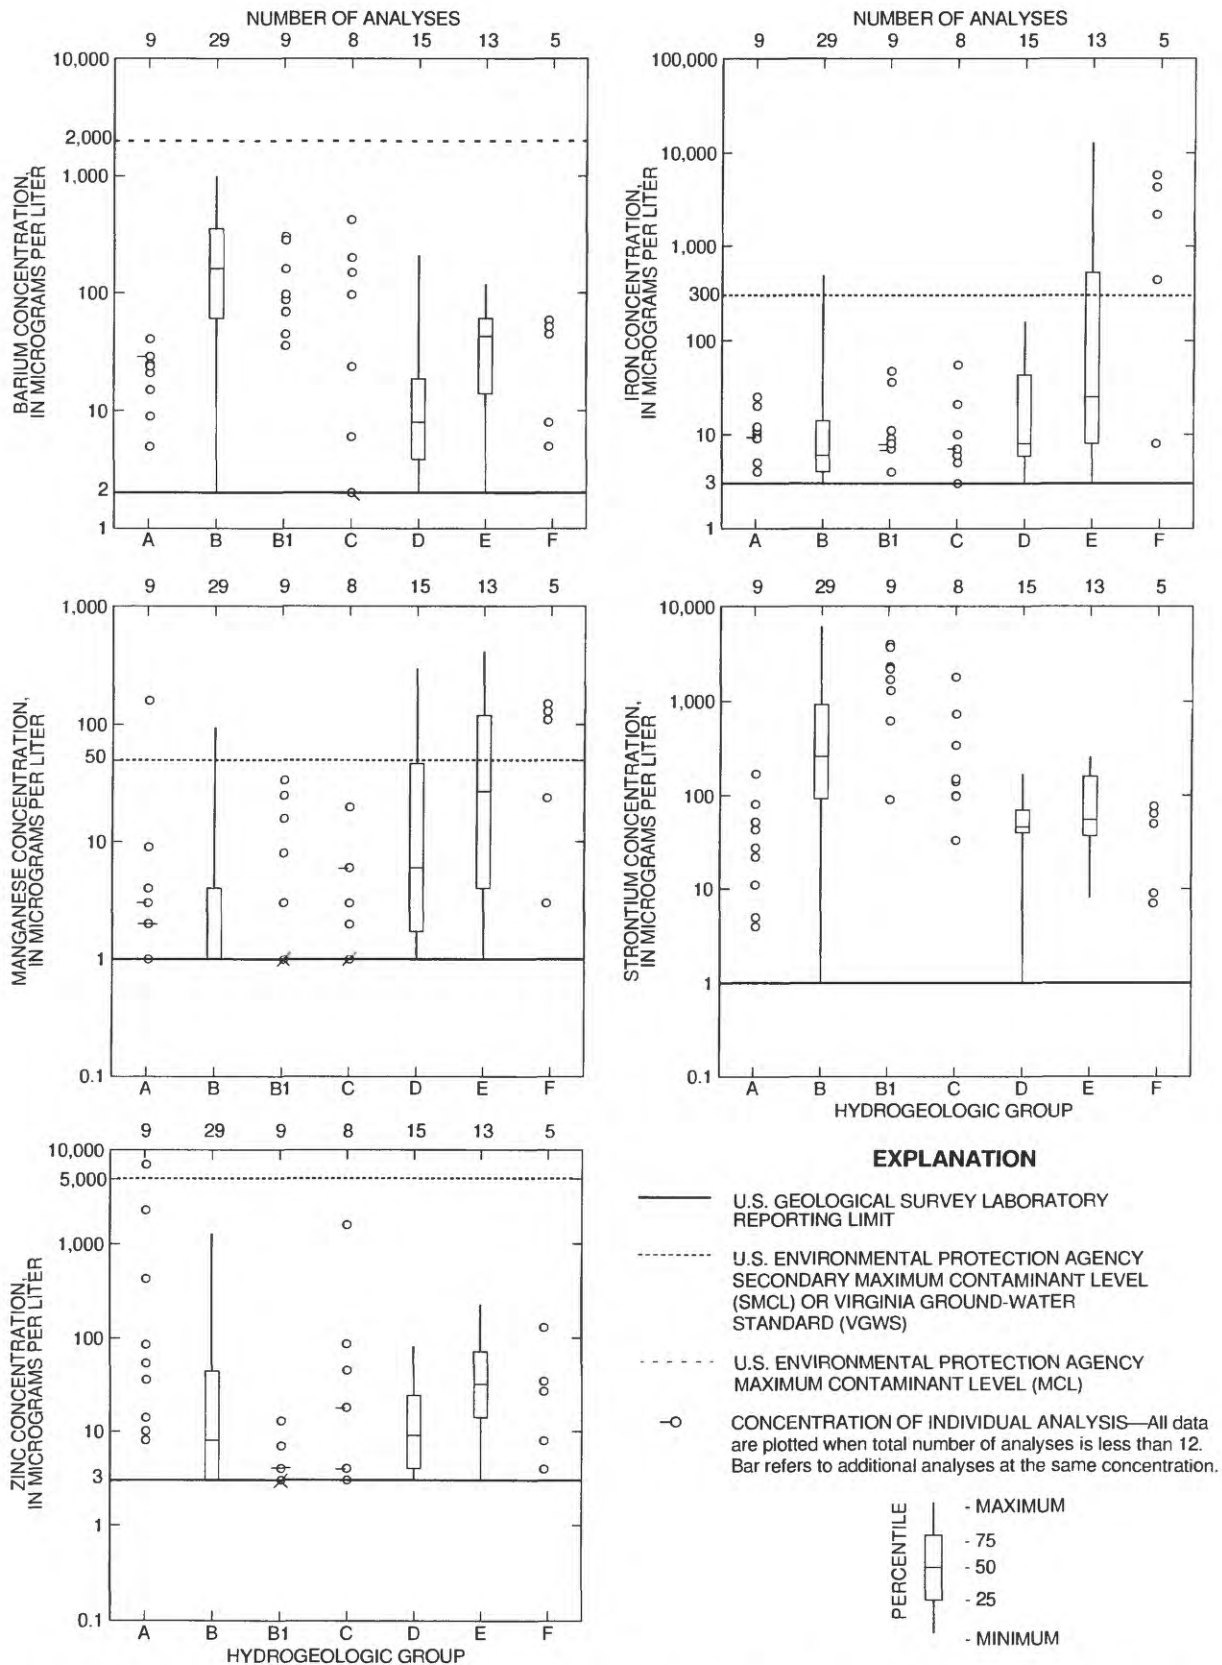 NUMBER OF ANALYSES
9 29 9 8 15 13 5
10,000
2,000
1,000
100
10
2
1
BARIUM CONCENTRATION,
IN MICROGRAMS PER LITER
A B B1 C D E F
NUMBER OF ANALYSES
9 29 9 8 15 13 5
100,000
10,000
1,000
300
100
10
3
1
IRON CONCENTRATION,
IN MICROGRAMS PER LITER
A B B1 C D E F
9 29 9 8 15 13 5
1,000
100
50
10
1
0.1
MANGANESE CONCENTRATION,
IN MICROGRAMS PER LITER
A B B1 C D E F
9 29 9 8 15 13 5
10,000
1,000
100
10
1
0.1
STRONTIUM CONCENTRATION,
IN MICROGRAMS PER LITER
A B B1 C D E F
HYDROGEOLOGIC GROUP
9 29 9 8 15 13 5
10,000
5,000
1,000
100
10
3
1
0.1
ZINC CONCENTRATION,
IN MICROGRAMS PER LITER
A B B1 C D E F
HYDROGEOLOGIC GROUP
EXPLANATION
U.S. GEOLOGICAL SURVEY LABORATORY
REPORTING LIMIT
U.S. ENVIRONMENTAL PROTECTION AGENCY
SECONDARY MAXIMUM CONTAMINANT LEVEL
(SMCL) OR VIRGINIA GROUND-WATER
STANDARD (VGWS)
U.S. ENVIRONMENTAL PROTECTION AGENCY
MAXIMUM CONTAMINANT LEVEL (MCL)
CONCENTRATION OF INDIVIDUAL ANALYSIS—All data
are plotted when total number of analyses is less than 12.
Bar refers to additional analyses at the same concentration.
PERCENTILE
- MAXIMUM
- 75
- 50
- 25
- MINIMUM